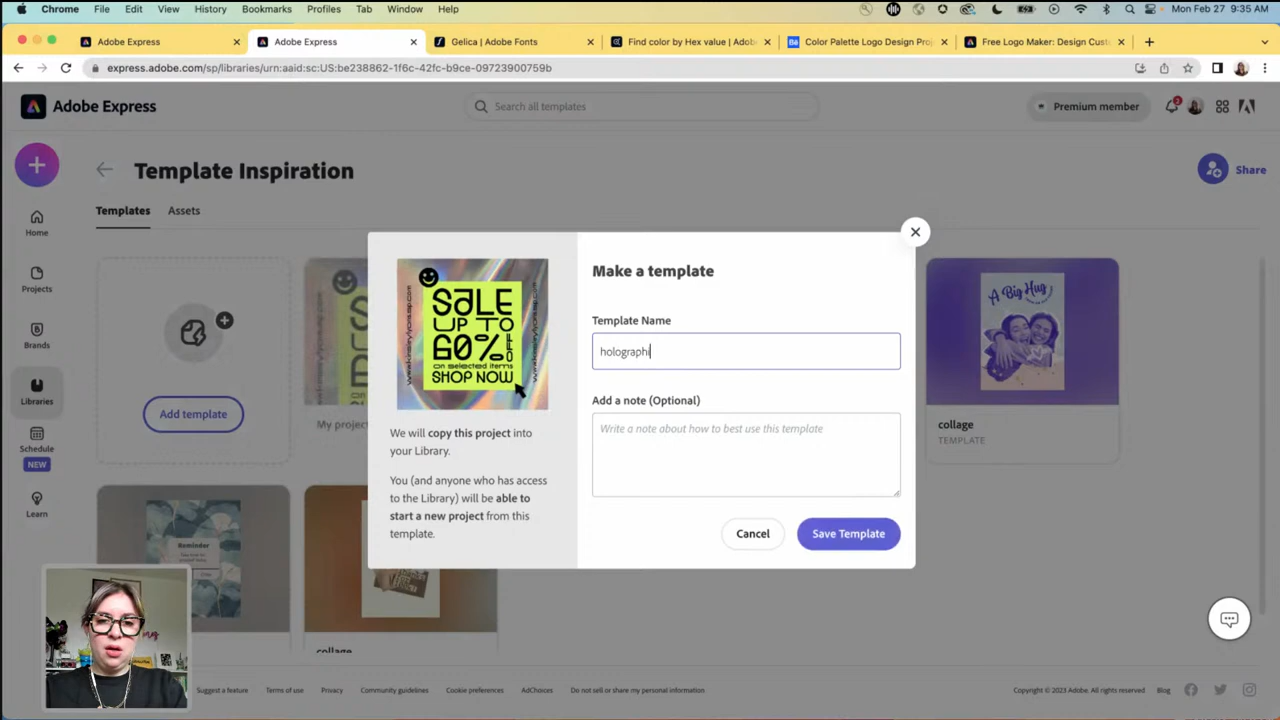 Chrome File Edit View History Bookmarks Profiles Tab Window Help Mon Feb 27 9:35 AM
Adobe Express Adobe Express Gelica | Adobe Fonts Find color by Hex value | Adob Color Palette Logo Design Proj Free Logo Maker: Design Cust
express.adobe.com/sp/libraries/urn:aaid:sc:US:be238862-1f6c-42fc-b9ce-09723900759b
Adobe Express Search all templates Premium member
Template Inspiration Share
Templates Assets
Home
Projects
Brands
Libraries
Schedule
NEW
Learn
Add template
My project
A Big Hug
collage
TEMPLATE
Reminder
collage
SALE
UP TO
60% OFF
on selected items
SHOP NOW
We will copy this project into
your Library.
You (and anyone who has access
to the Library) will be able to
start a new project from this
template.
Make a template
Template Name
holographi
Add a note (Optional)
Write a note about how to best use this template
Cancel Save Template
Suggest a feature Terms of use Privacy Community guidelines Cookie preferences AdChoices Do not sell or share my personal information Copyright © 2023 Adobe. All rights reserved. Blog